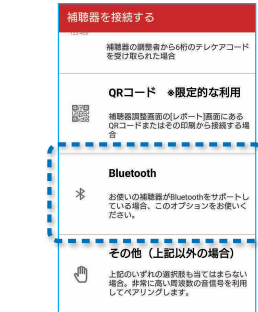 補聴器を接続する
補聴器の調整者から6桁のテレケアコード
を受け取られた場合
QRコード ※限定的な利用
補聴器調整画面の[レポート]画面にある
QRコードまたはその印刷から接続する場
合
Bluetooth
お使いの補聴器がBluetoothをサポートし
ている場合、このオプションをお使いく
ださい。
その他（上記以外の場合）
上記のいずれの選択肢も当てはまらない
場合。非常に高い周波数の音信号を利用
してペアリングします。